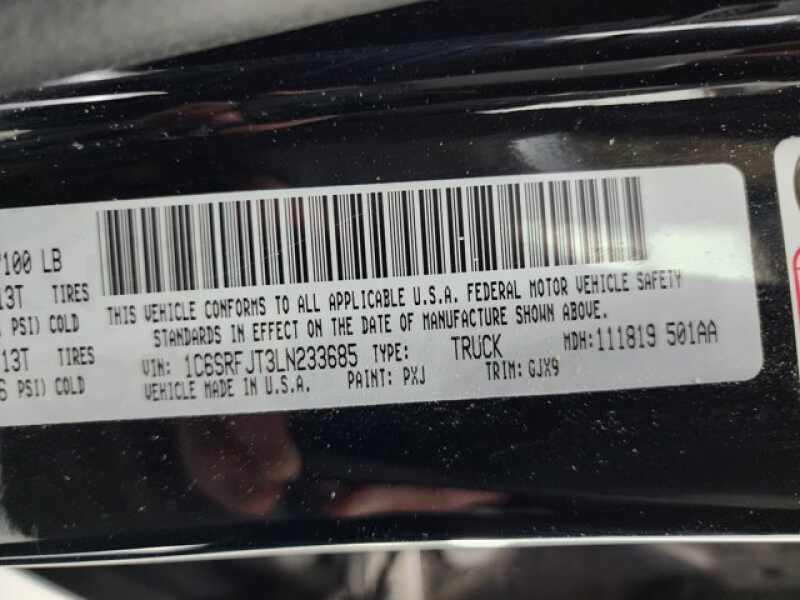 7100 LB
13T TIRES
PSI) COLD
13T TIRES
PSI) COLD
THIS VEHICLE CONFORMS TO ALL APPLICABLE U.S.A. FEDERAL MOTOR VEHICLE SAFETY
STANDARDS IN EFFECT ON THE DATE OF MANUFACTURE SHOWN ABOVE.
VIN: 1C6SRFJT3LN233685 TYPE: TRUCK MDH: 111819 501AA
VEHICLE MADE IN U.S.A. PAINT: PXJ TRIM: GJX9